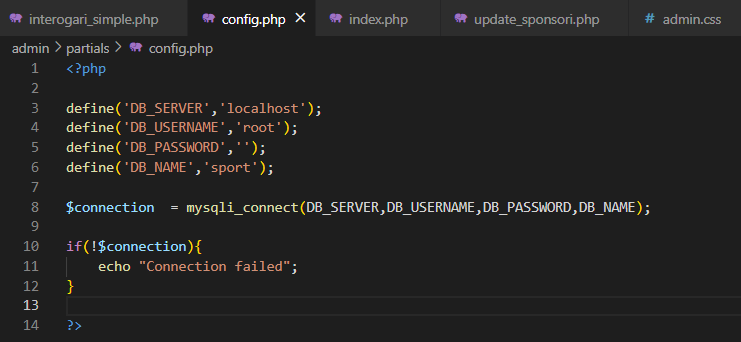 interogari_simple.php config.php index.php update_sponsori.php # admin.css
admin > partials > config.php
1 <?php
2
3 define('DB_SERVER','localhost');
4 define('DB_USERNAME','root');
5 define('DB_PASSWORD','');
6 define('DB_NAME','sport');
7
8 $connection  = mysqli_connect(DB_SERVER,DB_USERNAME,DB_PASSWORD,DB_NAME);
9
10 if(!$connection){
11     echo "Connection failed";
12 }
13
14 ?>